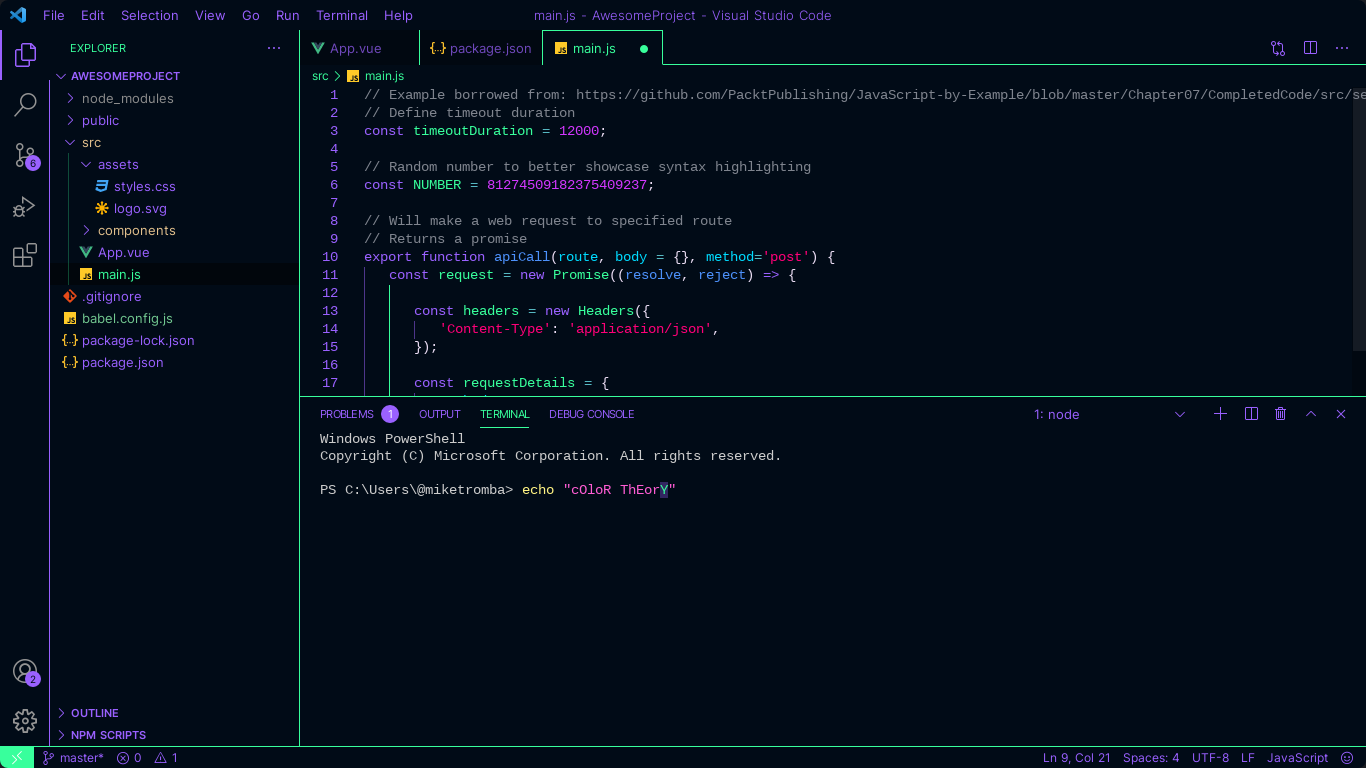 File Edit Selection View Go Run Terminal Help main.js - AwesomeProject - Visual Studio Code
EXPLORER
AWESOMEPROJECT
node_modules
public
src
assets
styles.css
logo.svg
components
App.vue
main.js
.gitignore
babel.config.js
package-lock.json
package.json
OUTLINE
NPM SCRIPTS
6
2
App.vue package.json main.js
src main.js
1 // Example borrowed from: https://github.com/PacktPublishing/JavaScript-by-Example/blob/master/Chapter07/CompletedCode/src/se
2 // Define timeout duration
3 const timeoutDuration = 12000;
4
5 // Random number to better showcase syntax highlighting
6 const NUMBER = 81274509182375409237;
7
8 // Will make a web request to specified route
9 // Returns a promise
10 export function apiCall(route, body = {}, method='post') {
11 const request = new Promise((resolve, reject) => {
12
13 const headers = new Headers({
14 'Content-Type': 'application/json',
15 });
16
17 const requestDetails = {
PROBLEMS 1 OUTPUT TERMINAL DEBUG CONSOLE 1: node
Windows PowerShell
Copyright (C) Microsoft Corporation. All rights reserved.
PS C:\Users\@miketromba> echo "cOloR ThEorY"
master* 0 1 Ln 9, Col 21 Spaces: 4 UTF-8 LF JavaScript